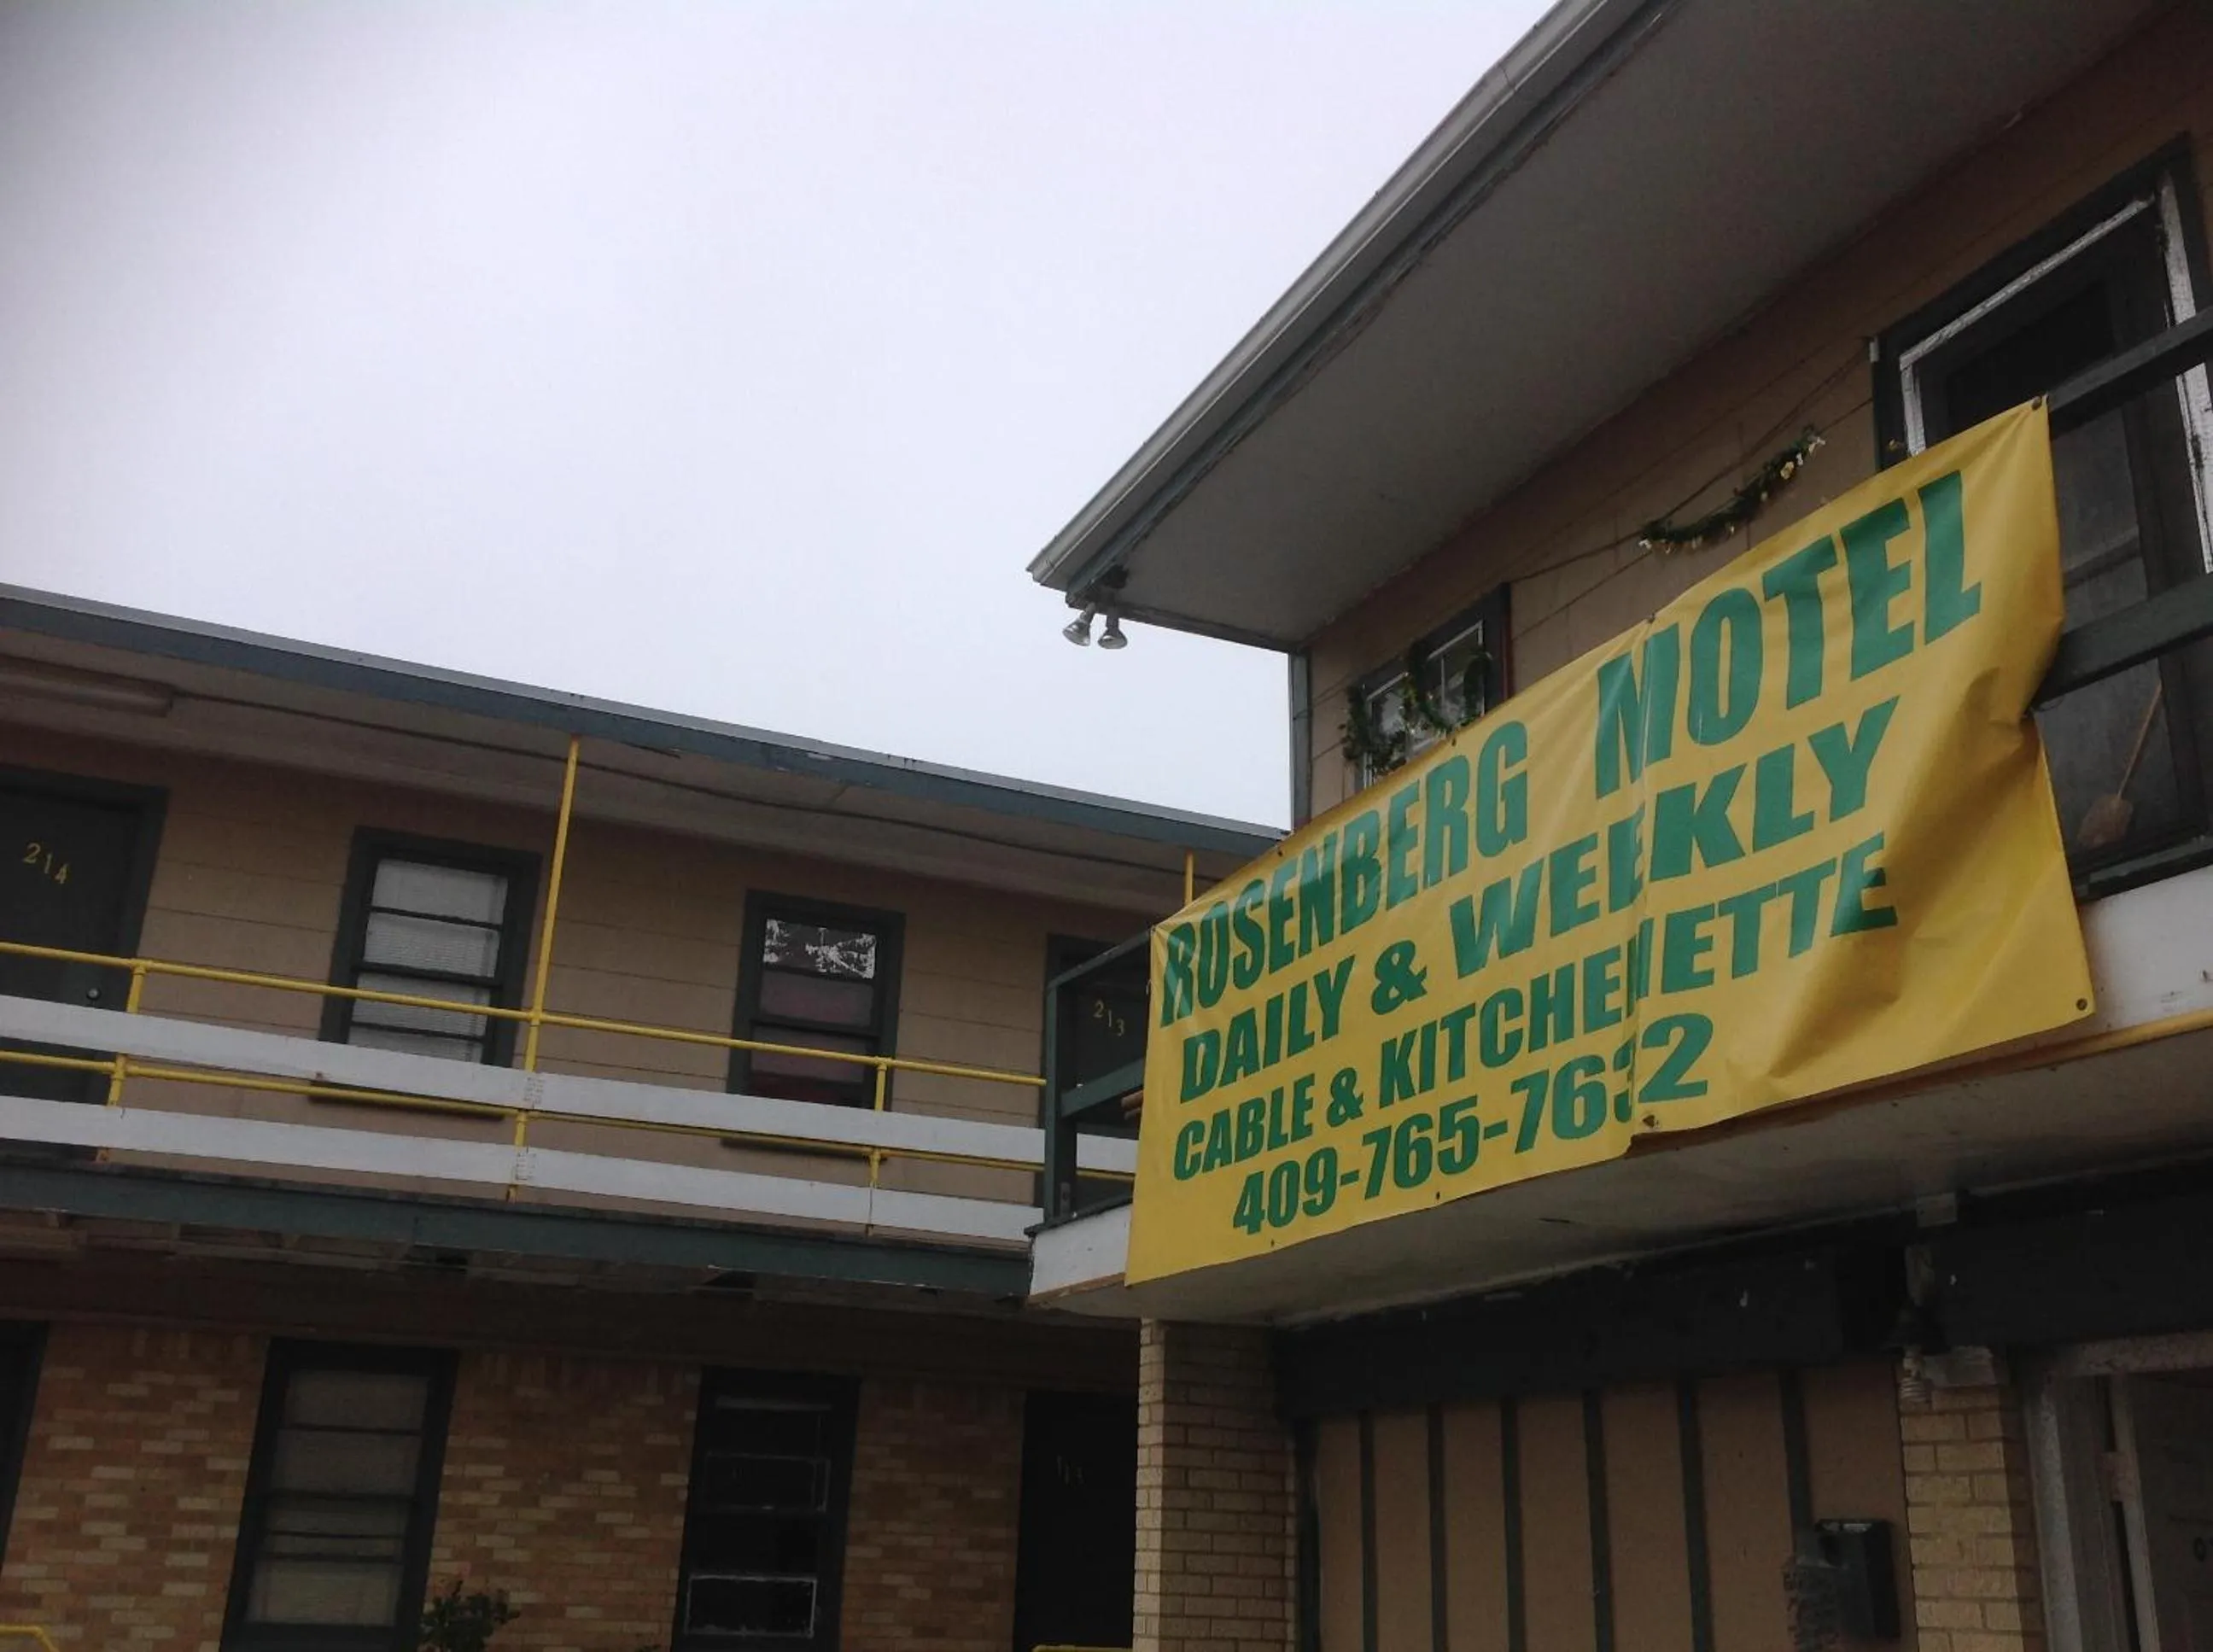 ROSENBERG MOTEL
DAILY & WEEKLY
CABLE & KITCHENETTE
409-765-7632
214
213